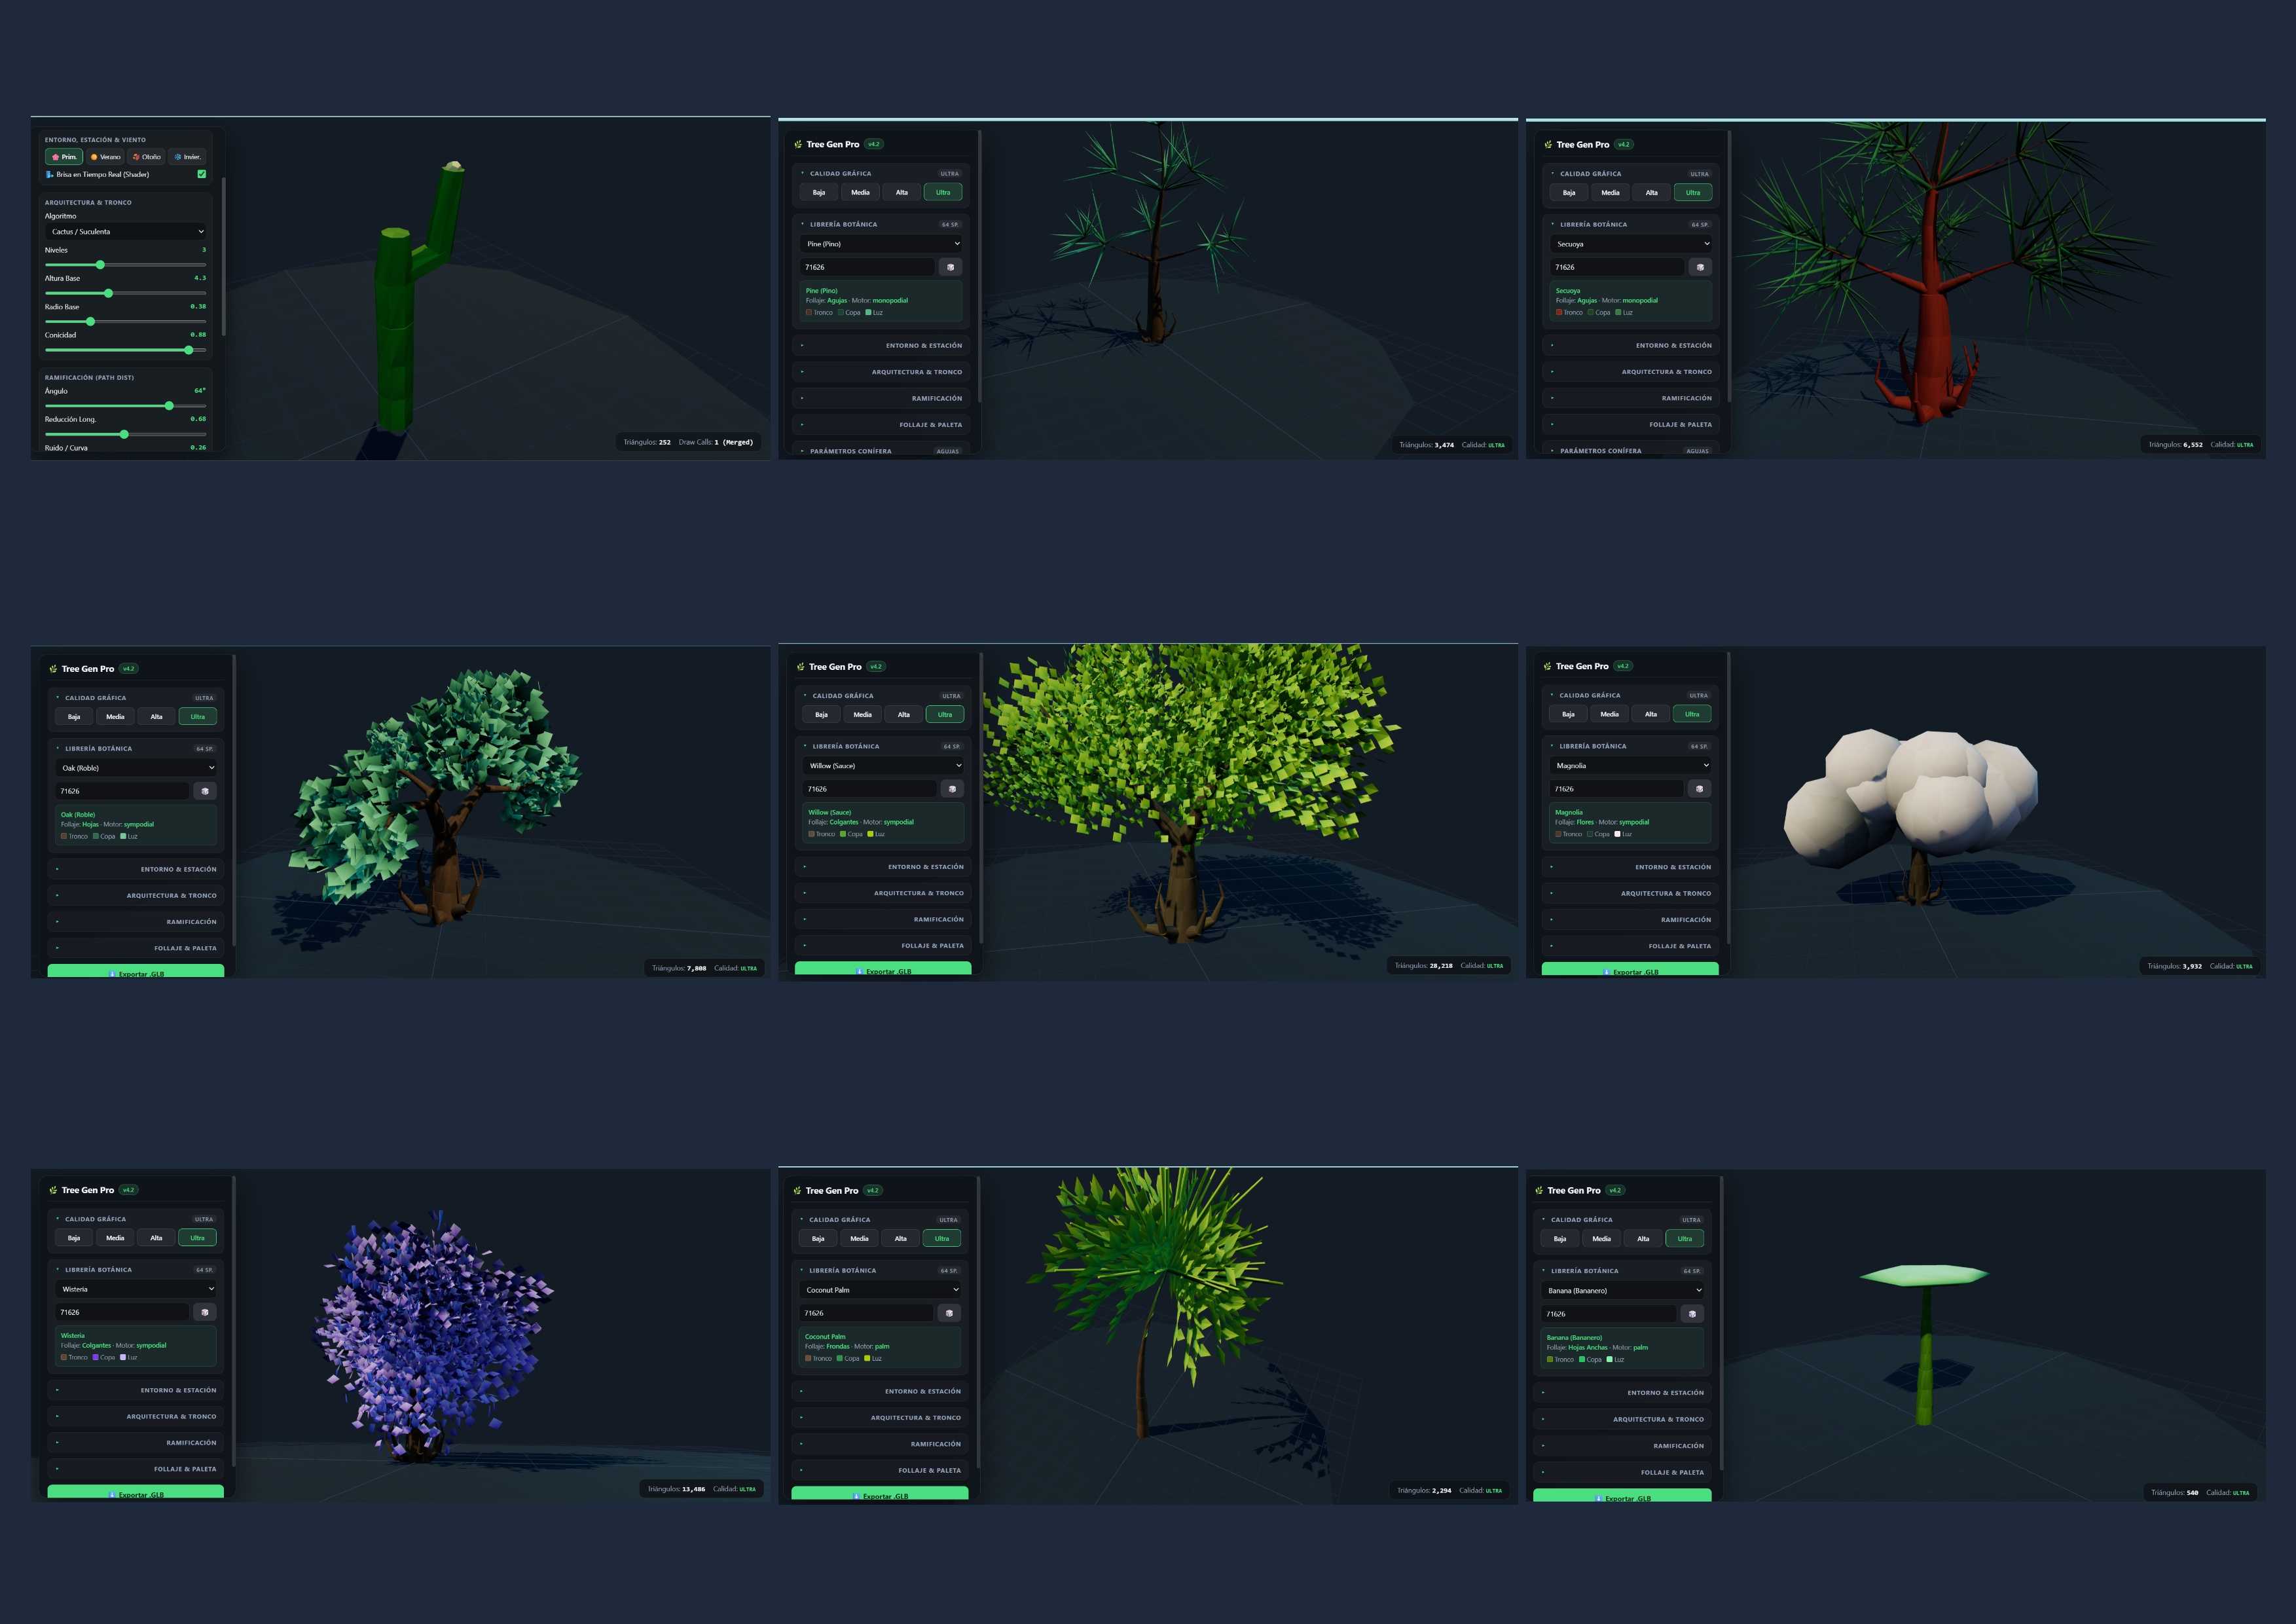 ENTORNO, ESTACIÓN & VIENTO
Prim. Verano Otoño Invier.
Brisa en Tiempo Real (Shader)
ARQUITECTURA & TRONCO
Algoritmo
Cactus / Suculenta
Niveles 3
Altura Base 4.3
Radio Base 0.38
Conicidad 0.88
RAMIFICACIÓN (PATH DIST)
Ángulo 64°
Reducción Long. 0.68
Ruido / Curva 0.26
Triángulos: 252 Draw Calls: 1 (Merged)
Tree Gen Pro v4.2
CALIDAD GRÁFICA ULTRA
Baja Media Alta Ultra
LIBRERÍA BOTÁNICA 64 SP.
Pine (Pino)
71626
Pine (Pino)
Follaje: Agujas · Motor: monopodial
Tronco Copa Luz
ENTORNO & ESTACIÓN
ARQUITECTURA & TRONCO
RAMIFICACIÓN
FOLLAJE & PALETA
PARÁMETROS CONÍFERA AGUJAS
Triángulos: 3,474 Calidad: ULTRA
Tree Gen Pro v4.2
CALIDAD GRÁFICA ULTRA
Baja Media Alta Ultra
LIBRERÍA BOTÁNICA 64 SP.
Secuoya
71626
Secuoya
Follaje: Agujas · Motor: monopodial
Tronco Copa Luz
ENTORNO & ESTACIÓN
ARQUITECTURA & TRONCO
RAMIFICACIÓN
FOLLAJE & PALETA
PARÁMETROS CONÍFERA AGUJAS
Triángulos: 6,552 Calidad: ULTRA
Tree Gen Pro v4.2
CALIDAD GRÁFICA ULTRA
Baja Media Alta Ultra
LIBRERÍA BOTÁNICA 64 SP.
Oak (Roble)
71626
Oak (Roble)
Follaje: Hojas · Motor: sympodial
Tronco Copa Luz
ENTORNO & ESTACIÓN
ARQUITECTURA & TRONCO
RAMIFICACIÓN
FOLLAJE & PALETA
Exportar .GLB
Triángulos: 7,808 Calidad: ULTRA
Tree Gen Pro v4.2
CALIDAD GRÁFICA ULTRA
Baja Media Alta Ultra
LIBRERÍA BOTÁNICA 64 SP.
Willow (Sauce)
71626
Willow (Sauce)
Follaje: Colgantes · Motor: sympodial
Tronco Copa Luz
ENTORNO & ESTACIÓN
ARQUITECTURA & TRONCO
RAMIFICACIÓN
FOLLAJE & PALETA
Exportar .GLB
Triángulos: 28,218 Calidad: ULTRA
Tree Gen Pro v4.2
CALIDAD GRÁFICA ULTRA
Baja Media Alta Ultra
LIBRERÍA BOTÁNICA 64 SP.
Magnolia
71626
Magnolia
Follaje: Flores · Motor: sympodial
Tronco Copa Luz
ENTORNO & ESTACIÓN
ARQUITECTURA & TRONCO
RAMIFICACIÓN
FOLLAJE & PALETA
Exportar .GLB
Triángulos: 3,932 Calidad: ULTRA
Tree Gen Pro v4.2
CALIDAD GRÁFICA ULTRA
Baja Media Alta Ultra
LIBRERÍA BOTÁNICA 64 SP.
Wisteria
71626
Wisteria
Follaje: Colgantes · Motor: sympodial
Tronco Copa Luz
ENTORNO & ESTACIÓN
ARQUITECTURA & TRONCO
RAMIFICACIÓN
FOLLAJE & PALETA
Exportar .GLB
Triángulos: 13,486 Calidad: ULTRA
Tree Gen Pro v4.2
CALIDAD GRÁFICA ULTRA
Baja Media Alta Ultra
LIBRERÍA BOTÁNICA 64 SP.
Coconut Palm
71626
Coconut Palm
Follaje: Frondas · Motor: palm
Tronco Copa Luz
ENTORNO & ESTACIÓN
ARQUITECTURA & TRONCO
RAMIFICACIÓN
FOLLAJE & PALETA
Exportar .GLB
Triángulos: 2,294 Calidad: ULTRA
Tree Gen Pro v4.2
CALIDAD GRÁFICA ULTRA
Baja Media Alta Ultra
LIBRERÍA BOTÁNICA 64 SP.
Banana (Bananero)
71626
Banana (Bananero)
Follaje: Hojas Anchas · Motor: palm
Tronco Copa Luz
ENTORNO & ESTACIÓN
ARQUITECTURA & TRONCO
RAMIFICACIÓN
FOLLAJE & PALETA
Exportar .GLB
Triángulos: 540 Calidad: ULTRA